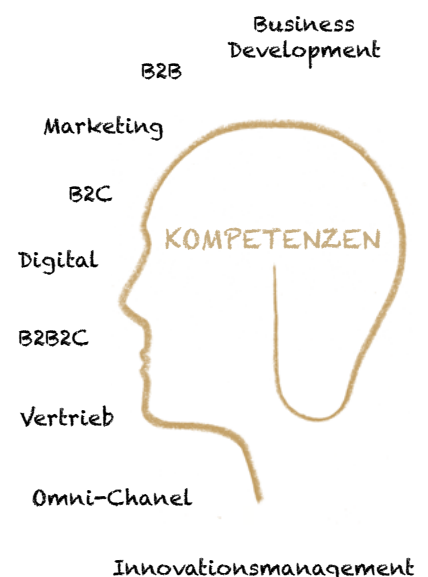 Business
Development
B2B
Marketing
B2C
KOMPETENZEN
Digital
B2B2C
Vertrieb
Omni-Chanel
Innovationsmanagement